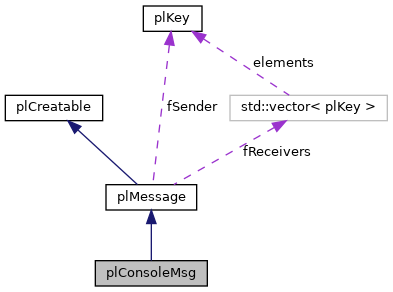 plKey
elements
plCreatable
fSender
std::vector< plKey >
fReceivers
plMessage
plConsoleMsg